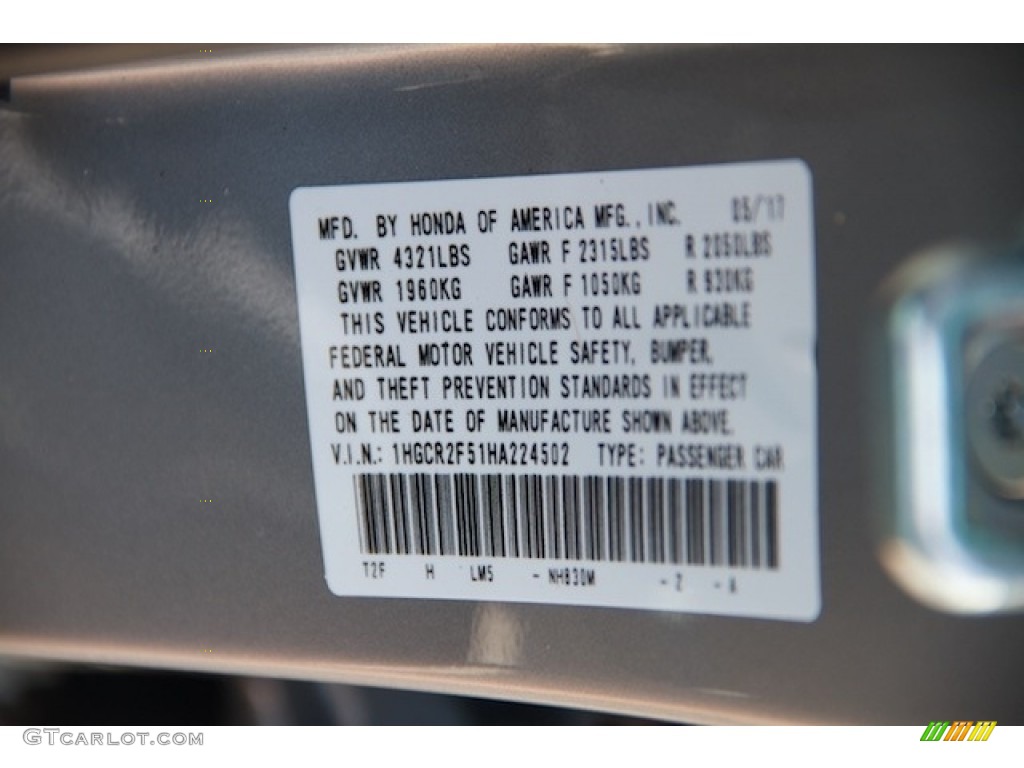 MFD. BY HONDA OF AMERICA MFG., INC. 05/17
GVWR 4321LBS GAWR F 2315LBS R 2050LBS
GVWR 1960KG GAWR F 1050KG R 930KG
THIS VEHICLE CONFORMS TO ALL APPLICABLE
FEDERAL MOTOR VEHICLE SAFETY, BUMPER,
AND THEFT PREVENTION STANDARDS IN EFFECT
ON THE DATE OF MANUFACTURE SHOWN ABOVE.
V.I.N.: 1HGCR2F51HA224502 TYPE: PASSENGER CAR
T2F H LM5 - NH830M - 2 -
GTCarlot.com